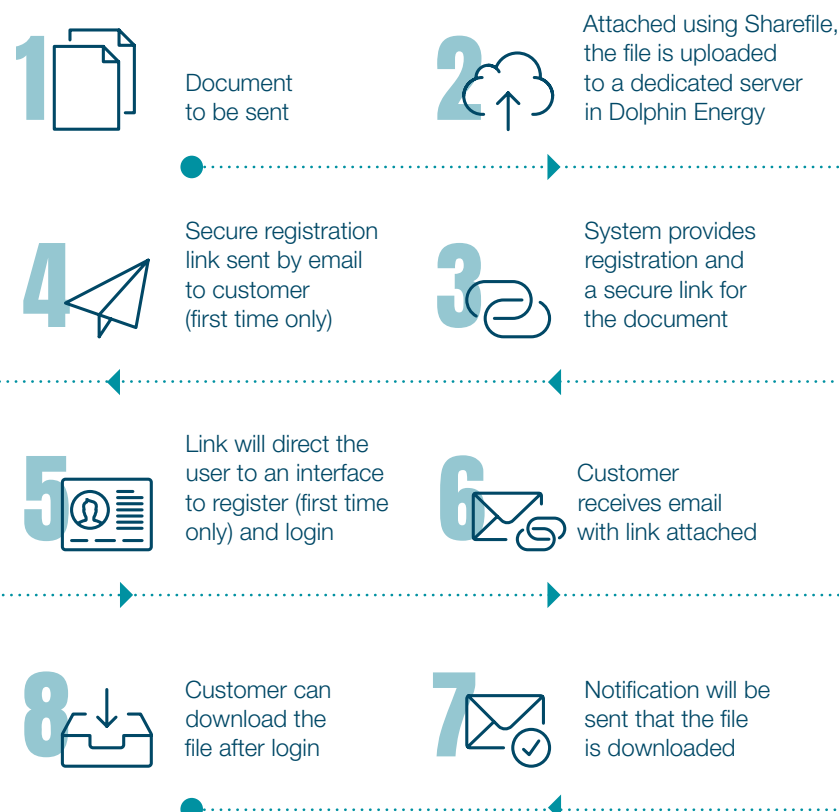 1
Document
to be sent
2
Attached using Sharefile,
the file is uploaded
to a dedicated server
in Dolphin Energy
3
System provides
registration and
a secure link for
the document
4
Secure registration
link sent by email
to customer
(first time only)
5
Link will direct the
user to an interface
to register (first time
only) and login
6
Customer
receives email
with link attached
7
Notification will be
sent that the file
is downloaded
8
Customer can
download the
file after login